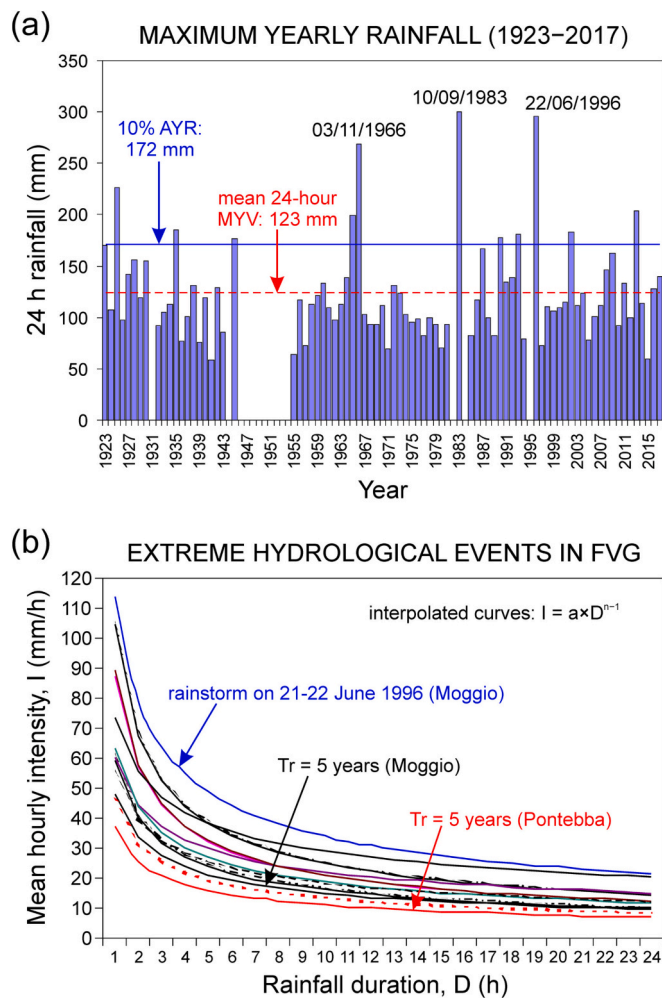 (a)
MAXIMUM YEARLY RAINFALL (1923–2017)
350
300
250
200
150
100
50
0
24 h rainfall (mm)
10% AYR:
172 mm
mean 24-hour
MYV: 123 mm
03/11/1966
10/09/1983
22/06/1996
1923
1927
1931
1935
1939
1943
1947
1951
1955
1959
1963
1967
1971
1975
1979
1983
1987
1991
1995
1999
2003
2007
2011
2015
Year
(b)
EXTREME HYDROLOGICAL EVENTS IN FVG
120
110
100
90
80
70
60
50
40
30
20
10
0
Mean hourly intensity, I (mm/h)
interpolated curves: I = a×Dⁿ⁻¹
rainstorm on 21-22 June 1996 (Moggio)
Tr = 5 years (Moggio)
Tr = 5 years (Pontebba)
1 2 3 4 5 6 7 8 9 10 11 12 13 14 15 16 17 18 19 20 21 22 23 24
Rainfall duration, D (h)